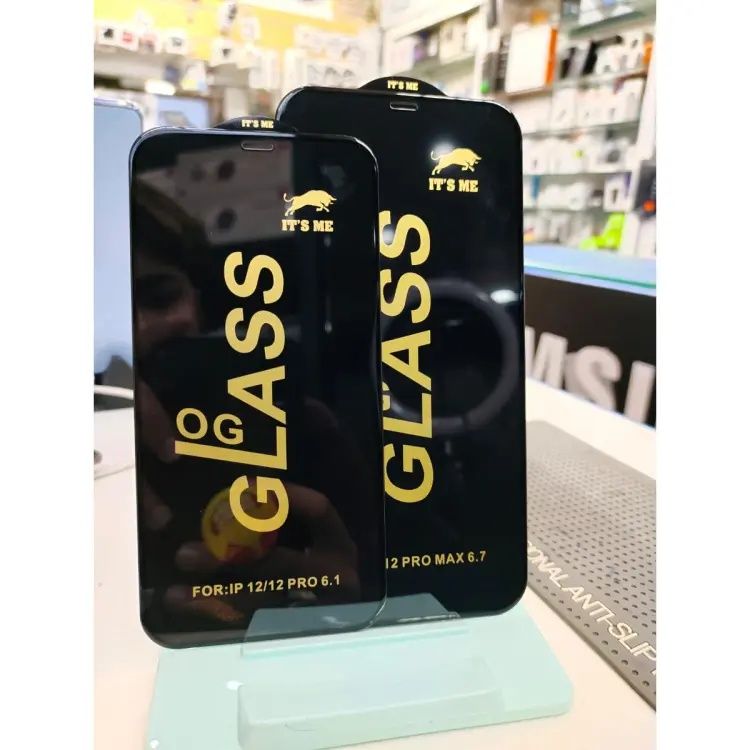 IT'S ME
IT'S ME
OG
GLASS
FOR:IP 12/12 PRO 6.1
IT'S ME
IT'S ME
GLASS
12 PRO MAX 6.7
ANTI-SLIP